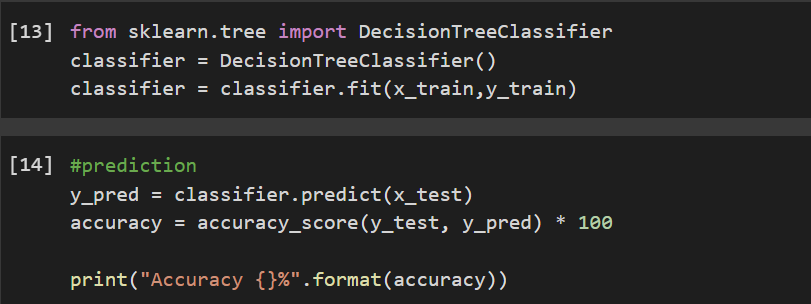 [13] from sklearn.tree import DecisionTreeClassifier
classifier = DecisionTreeClassifier()
classifier = classifier.fit(x_train,y_train)
[14] #prediction
y_pred = classifier.predict(x_test)
accuracy = accuracy_score(y_test, y_pred) * 100
print("Accuracy {}%".format(accuracy))